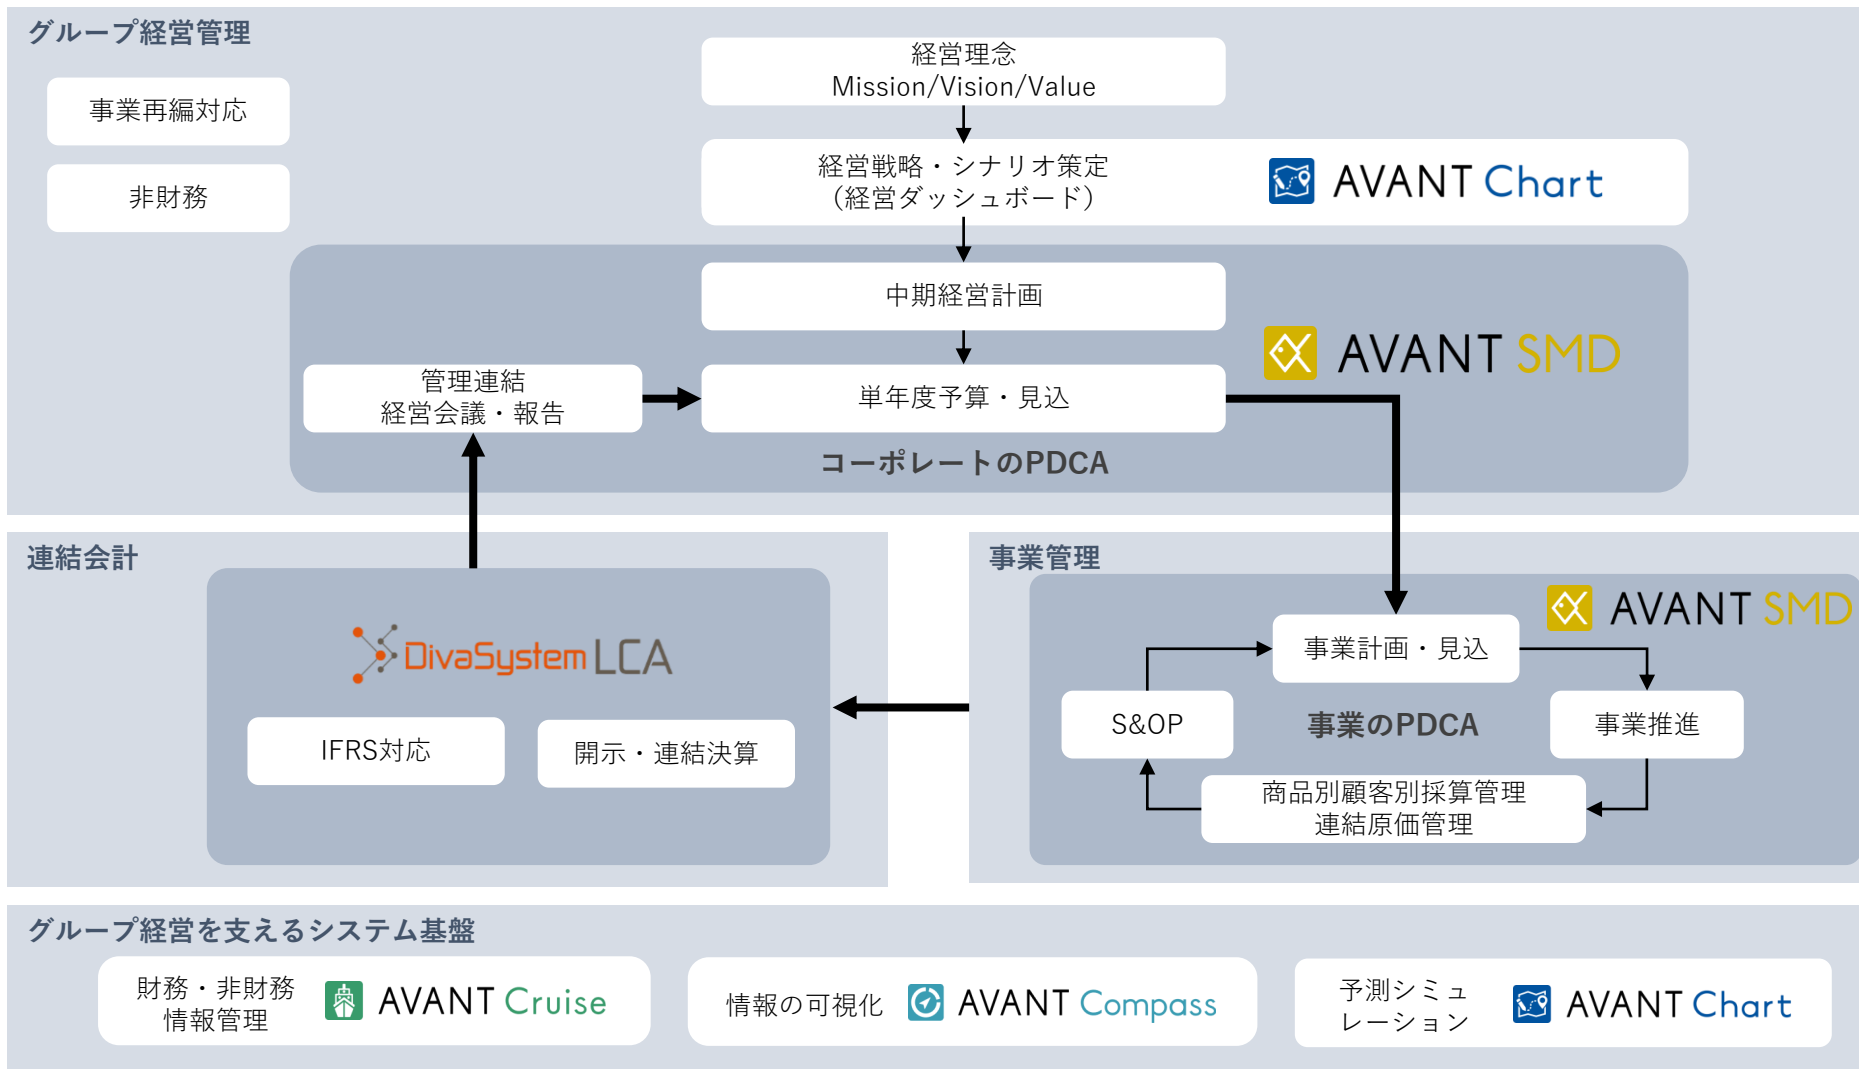 グループ経営管理
事業再編対応
非財務
経営理念
Mission/Vision/Value
経営戦略・シナリオ策定
（経営ダッシュボード）
AVANT Chart
中期経営計画
AVANT SMD
管理連結
経営会議・報告
単年度予算・見込
コーポレートのPDCA
連結会計
DivaSystem LCA
IFRS対応
開示・連結決算
事業管理
AVANT SMD
事業計画・見込
S&OP
事業のPDCA
事業推進
商品別顧客別採算管理
連結原価管理
グループ経営を支えるシステム基盤
財務・非財務
情報管理
AVANT Cruise
情報の可視化
AVANT Compass
予測シミュ
レーション
AVANT Chart